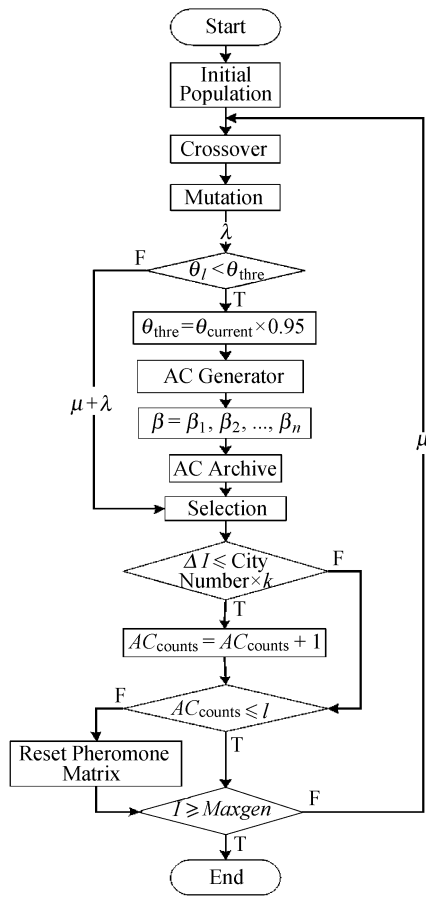 Start
Initial
Population
Crossover
Mutation
λ
F
θl < θthre
T
θthre = θcurrent × 0.95
AC Generator
μ + λ
β = β1, β2, ..., βn
μ
AC Archive
Selection
Δ I ≤ City
Number × k
F
T
ACcounts = ACcounts + 1
F
ACcounts ≤ l
T
Reset Pheromone
Matrix
I ≥ Maxgen
F
T
End